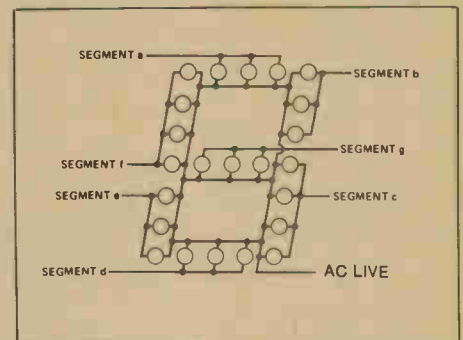 SEGMENT a
SEGMENT b
SEGMENT g
SEGMENT f
SEGMENT e
SEGMENT c
SEGMENT d
AC LIVE